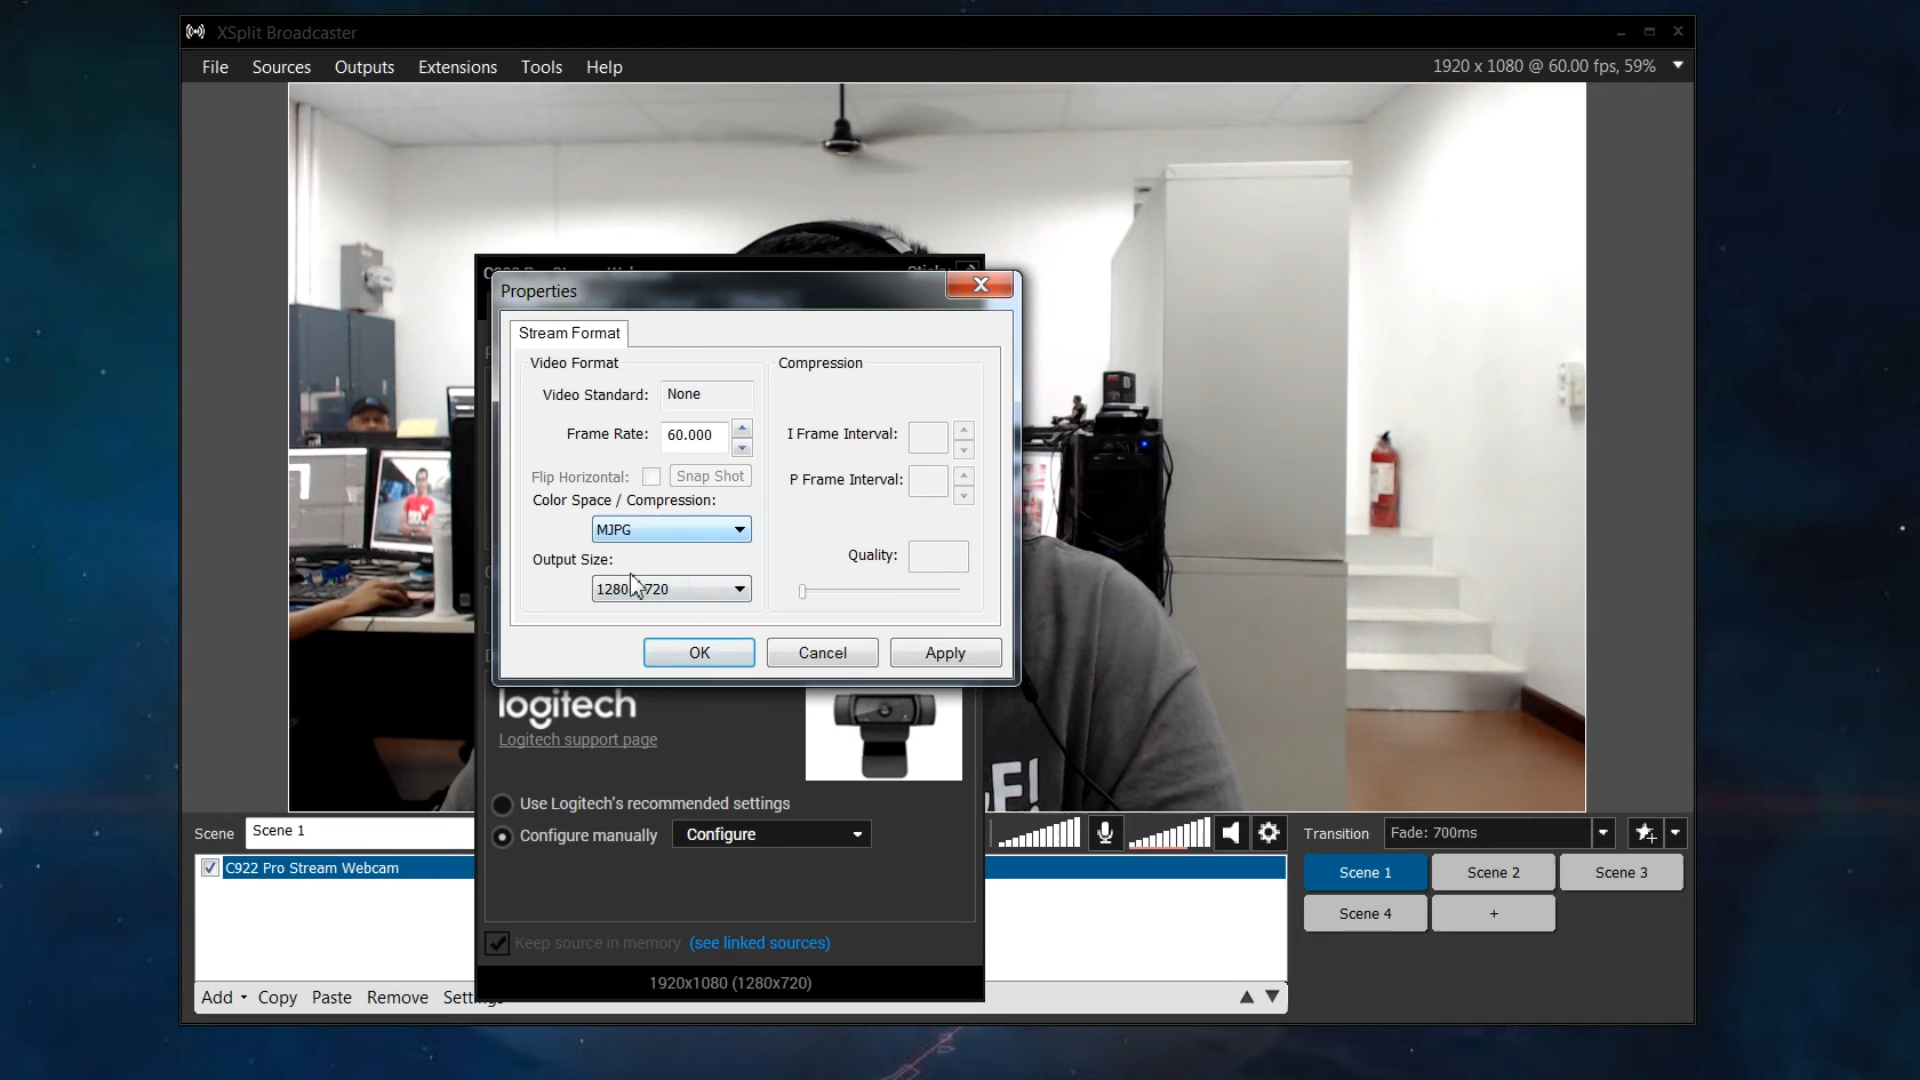 XSplit Broadcaster
File Sources Outputs Extensions Tools Help
1920 x 1080 @ 60.00 fps, 59%
Properties
Stream Format
Video Format
Video Standard: None
Frame Rate: 60.000
Flip Horizontal: Snap Shot
Color Space / Compression:
MJPG
Output Size:
1280 720
Compression
I Frame Interval:
P Frame Interval:
Quality:
OK Cancel Apply
logitech
Logitech support page
Use Logitech's recommended settings
Configure manually Configure
Keep source in memory (see linked sources)
1920x1080 (1280x720)
E!
Scene Scene 1
C922 Pro Stream Webcam
Add Copy Paste Remove
Transition Fade: 700ms
Scene 1 Scene 2 Scene 3
Scene 4 +